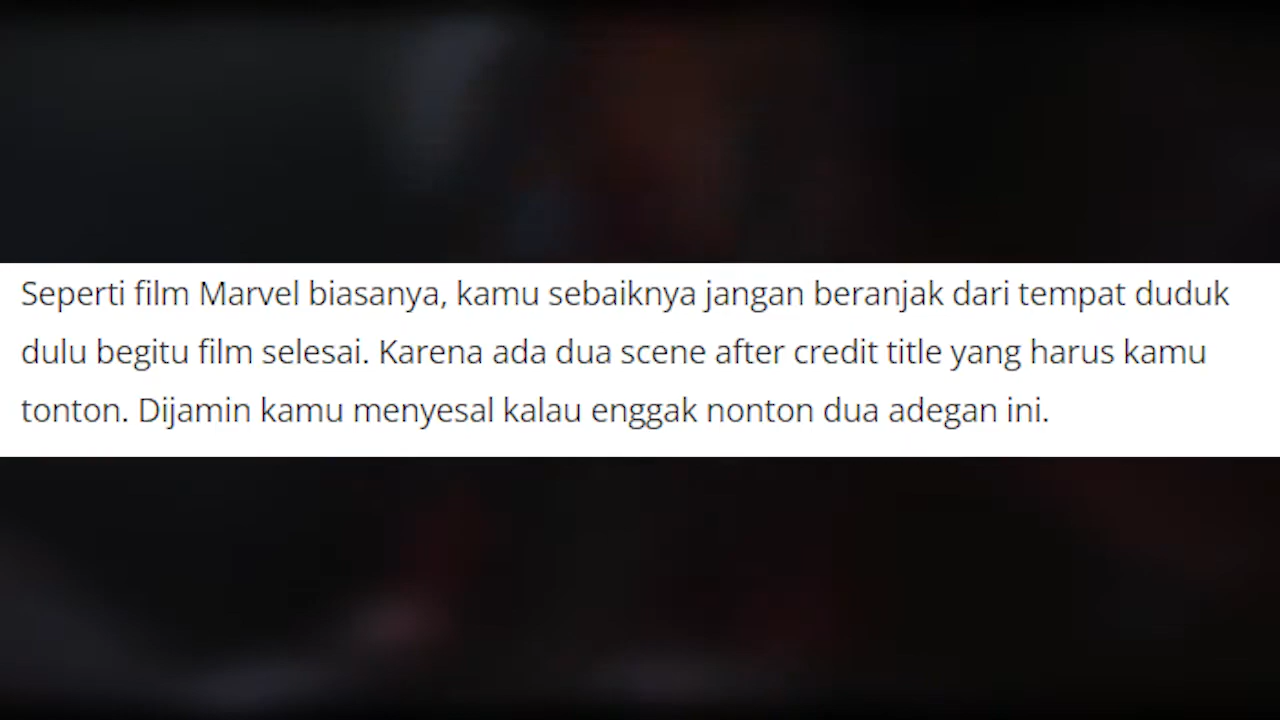 Seperti film Marvel biasanya, kamu sebaiknya jangan beranjak dari tempat duduk
dulu begitu film selesai. Karena ada dua scene after credit title yang harus kamu
tonton. Dijamin kamu menyesal kalau enggak nonton dua adegan ini.